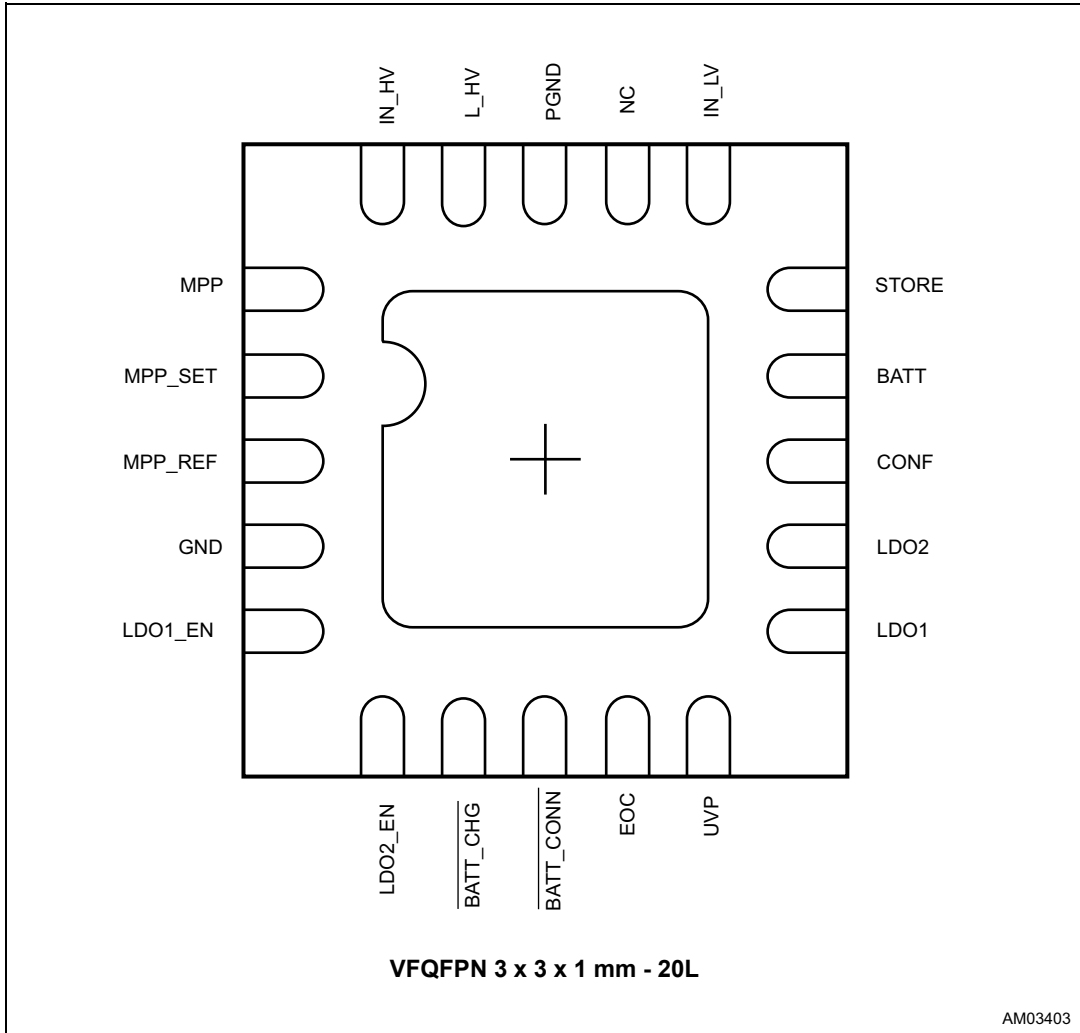 IN_HV
L_HV
PGND
NC
IN_LV
MPP
STORE
MPP_SET
BATT
MPP_REF
CONF
GND
LDO2
LDO1_EN
LDO1
LDO2_EN
BATT_CHG
BATT_CONN
EOC
UVP
VFQFPN 3 x 3 x 1 mm - 20L
AM03403